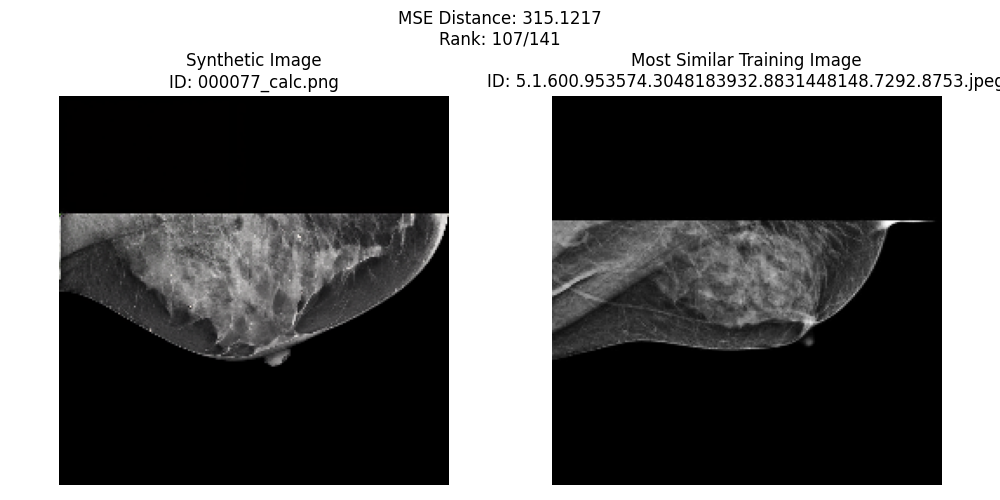 MSE Distance: 315.1217
Rank: 107/141
Synthetic Image
ID: 000077_calc.png
Most Similar Training Image
ID: 5.1.600.953574.3048183932.8831448148.7292.8753.jpeg